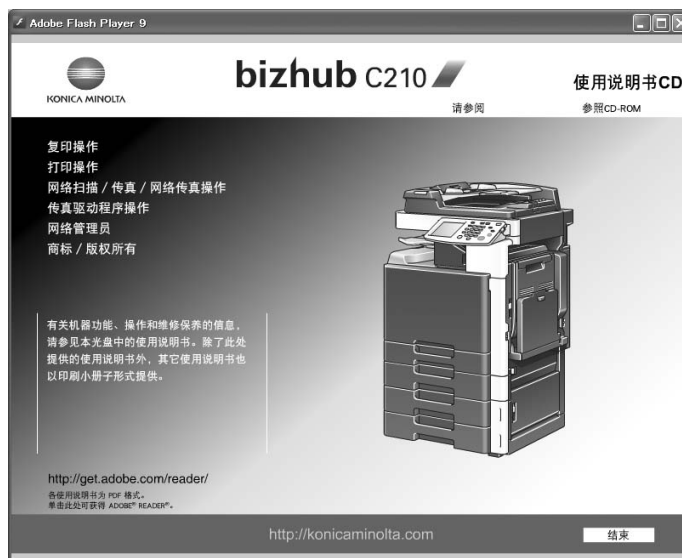 Adobe Flash Player 9
KONICA MINOLTA
bizhub C210
使用说明书CD
请参阅
参照CD-ROM
复印操作
打印操作
网络扫描 / 传真 / 网络传真操作
传真驱动程序操作
网络管理员
商标 / 版权所有
有关机器功能、操作和维修保养的信息，
请参见本光盘中的使用说明书。除了此处
提供的使用说明书外，其它使用说明书也
以印刷小册子形式提供。
http://get.adobe.com/reader/
各使用说明书为 PDF 格式。
单击此处可获得 ADOBE® READER®。
http://konicaminolta.com
结束